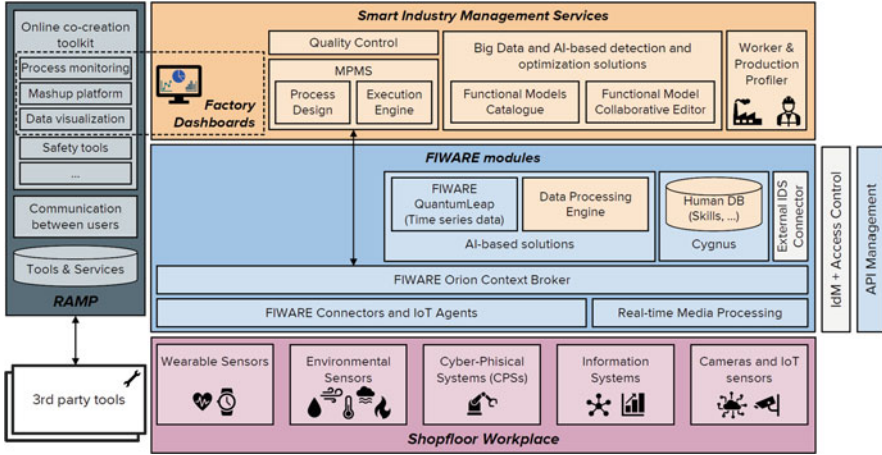 Online co-creation
toolkit
Process monitoring
Mashup platform
Data visualization
Safety tools
...
Communication
between users
Tools & Services
RAMP
3rd party tools
Smart Industry Management Services
Factory
Dashboards
Quality Control
MPMS
Process
Design
Execution
Engine
Big Data and AI-based detection and
optimization solutions
Functional Models
Catalogue
Functional Model
Collaborative Editor
Worker &
Production
Profiler
FIWARE modules
FIWARE
QuantumLeap
(Time series data)
Data Processing
Engine
AI-based solutions
Human DB
(Skills, ...)
Cygnus
External IDS
Connector
FIWARE Orion Context Broker
FIWARE Connectors and IoT Agents
Real-time Media Processing
IdM + Access Control
API Management
Wearable Sensors
Environmental
Sensors
Cyber-Phisical
Systems (CPSs)
Information
Systems
Cameras and IoT
sensors
Shopfloor Workplace